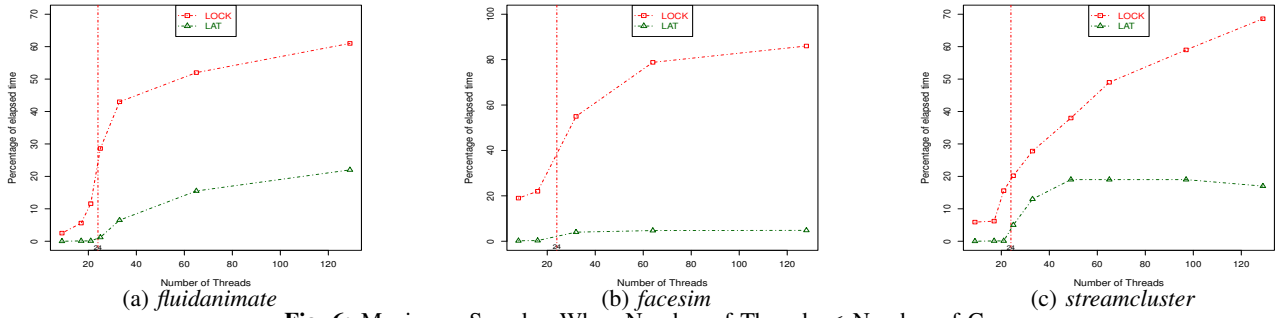 LOCK
LAT
Percentage of elapsed time
0 10 20 30 40 50 60 70
24
20 40 60 80 100 120
Number of Threads
(a) fluidanimate
LOCK
LAT
Percentage of elapsed time
0 20 40 60 80 100
24
20 40 60 80 100 120
Number of Threads
(b) facesim
LOCK
LAT
Percentage of elapsed time
0 10 20 30 40 50 60 70
24
20 40 60 80 100 120
Number of Threads
(c) streamcluster
Number of Threads